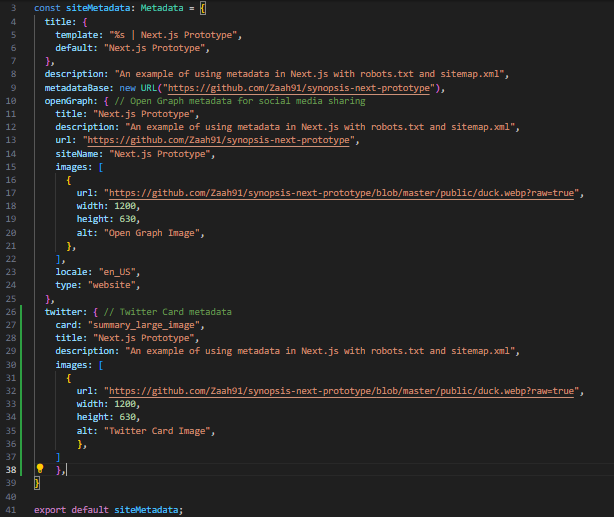 3 const siteMetadata: Metadata = {
4 title: {
5 template: "%s | Next.js Prototype",
6 default: "Next.js Prototype",
7 },
8 description: "An example of using metadata in Next.js with robots.txt and sitemap.xml",
9 metadataBase: new URL("https://github.com/Zaah91/synopsis-next-prototype"),
10 openGraph: { // Open Graph metadata for social media sharing
11 title: "Next.js Prototype",
12 description: "An example of using metadata in Next.js with robots.txt and sitemap.xml",
13 url: "https://github.com/Zaah91/synopsis-next-prototype",
14 siteName: "Next.js Prototype",
15 images: [
16 {
17 url: "https://github.com/Zaah91/synopsis-next-prototype/blob/master/public/duck.webp?raw=true",
18 width: 1200,
19 height: 630,
20 alt: "Open Graph Image",
21 },
22 ],
23 locale: "en_US",
24 type: "website",
25 },
26 twitter: { // Twitter Card metadata
27 card: "summary_large_image",
28 title: "Next.js Prototype",
29 description: "An example of using metadata in Next.js with robots.txt and sitemap.xml",
30 images: [
31 {
32 url: "https://github.com/Zaah91/synopsis-next-prototype/blob/master/public/duck.webp?raw=true",
33 width: 1200,
34 height: 630,
35 alt: "Twitter Card Image",
36 },
37 ]
38 },
39 }
40
41 export default siteMetadata;